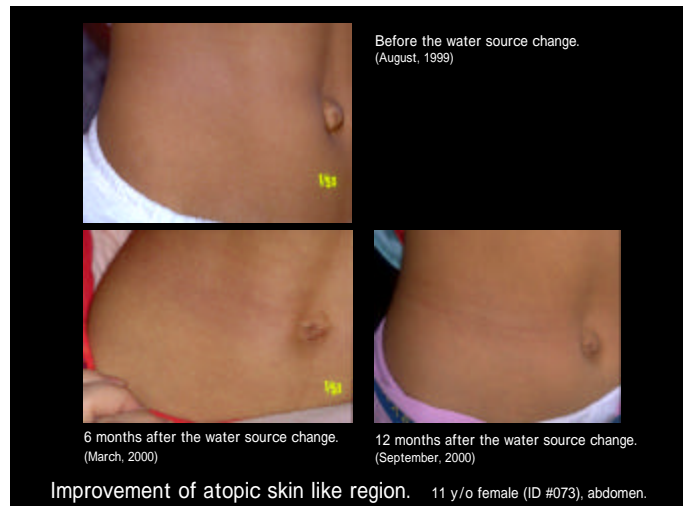 Before the water source change.
(August, 1999)
6 months after the water source change.
(March, 2000)
12 months after the water source change.
(September, 2000)
Improvement of atopic skin like region. 11 y/o female (ID #073), abdomen.